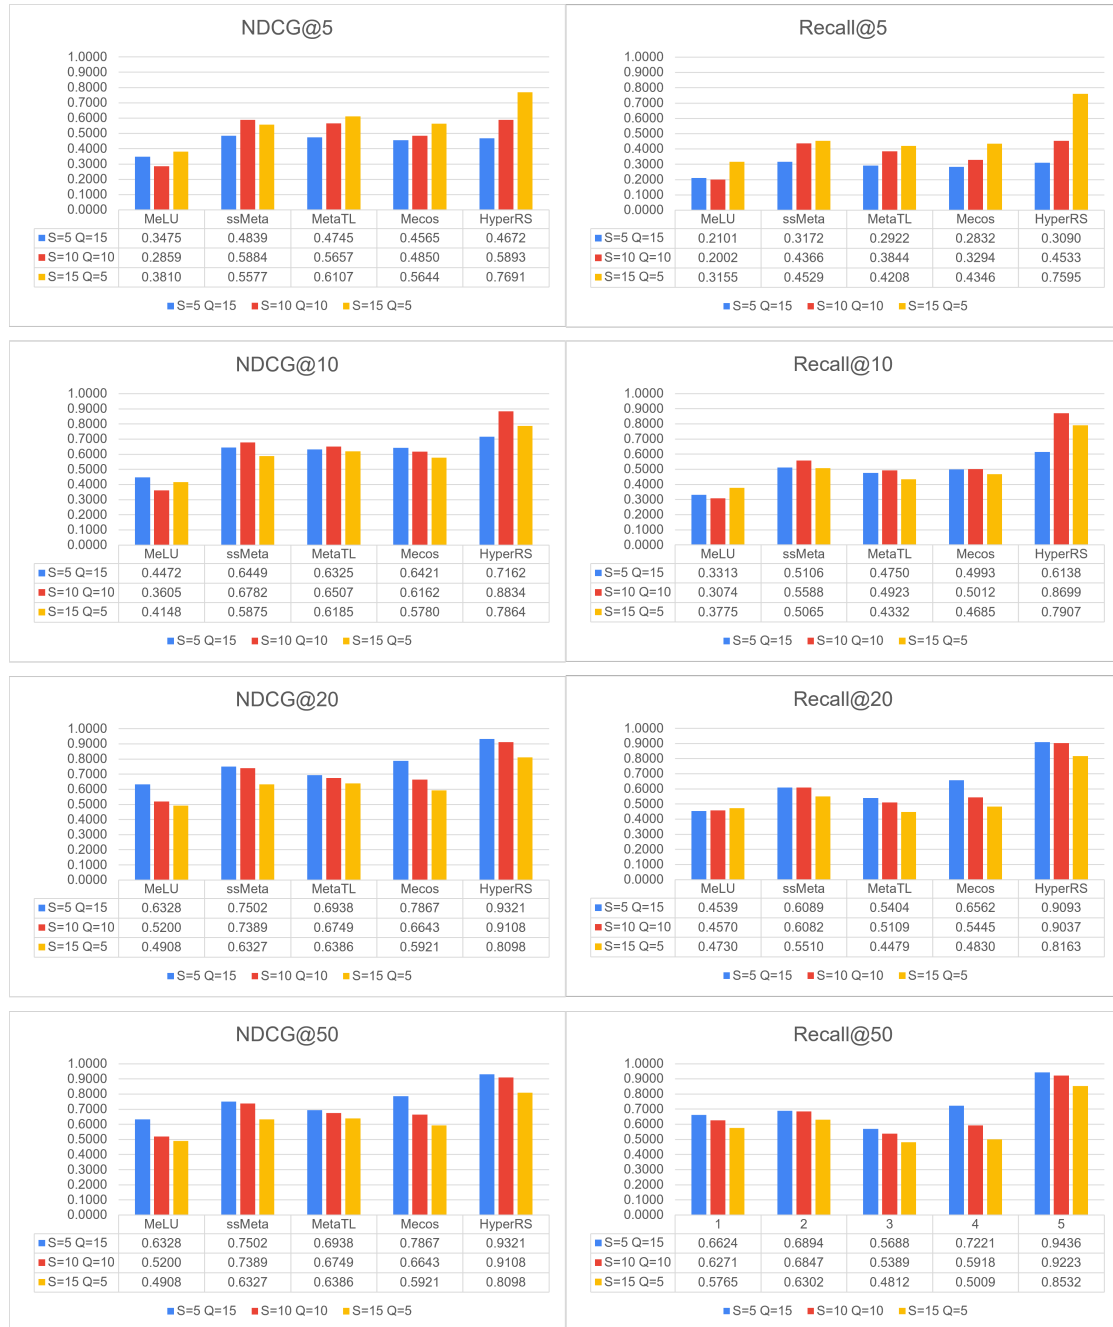 NDCG@5
1.0000
0.9000
0.8000
0.7000
0.6000
0.5000
0.4000
0.3000
0.2000
0.1000
0.0000
MeLU ssMeta MetaTL Mecos HyperRS
S=5 Q=15 0.3475 0.4839 0.4745 0.4565 0.4672
S=10 Q=10 0.2859 0.5884 0.5657 0.4850 0.5893
S=15 Q=5 0.3810 0.5577 0.6107 0.5644 0.7691
S=5 Q=15 S=10 Q=10 S=15 Q=5
Recall@5
1.0000
0.9000
0.8000
0.7000
0.6000
0.5000
0.4000
0.3000
0.2000
0.1000
0.0000
MeLU ssMeta MetaTL Mecos HyperRS
S=5 Q=15 0.2101 0.3172 0.2922 0.2832 0.3090
S=10 Q=10 0.2002 0.4366 0.3844 0.3294 0.4533
S=15 Q=5 0.3155 0.4529 0.4208 0.4346 0.7595
S=5 Q=15 S=10 Q=10 S=15 Q=5
NDCG@10
1.0000
0.9000
0.8000
0.7000
0.6000
0.5000
0.4000
0.3000
0.2000
0.1000
0.0000
MeLU ssMeta MetaTL Mecos HyperRS
S=5 Q=15 0.4472 0.6449 0.6325 0.6421 0.7162
S=10 Q=10 0.3605 0.6782 0.6507 0.6162 0.8834
S=15 Q=5 0.4148 0.5875 0.6185 0.5780 0.7864
S=5 Q=15 S=10 Q=10 S=15 Q=5
Recall@10
1.0000
0.9000
0.8000
0.7000
0.6000
0.5000
0.4000
0.3000
0.2000
0.1000
0.0000
MeLU ssMeta MetaTL Mecos HyperRS
S=5 Q=15 0.3313 0.5106 0.4750 0.4993 0.6138
S=10 Q=10 0.3074 0.5588 0.4923 0.5012 0.8699
S=15 Q=5 0.3775 0.5065 0.4332 0.4685 0.7907
S=5 Q=15 S=10 Q=10 S=15 Q=5
NDCG@20
1.0000
0.9000
0.8000
0.7000
0.6000
0.5000
0.4000
0.3000
0.2000
0.1000
0.0000
MeLU ssMeta MetaTL Mecos HyperRS
S=5 Q=15 0.6328 0.7502 0.6938 0.7867 0.9321
S=10 Q=10 0.5200 0.7389 0.6749 0.6643 0.9108
S=15 Q=5 0.4908 0.6327 0.6386 0.5921 0.8098
S=5 Q=15 S=10 Q=10 S=15 Q=5
Recall@20
1.0000
0.9000
0.8000
0.7000
0.6000
0.5000
0.4000
0.3000
0.2000
0.1000
0.0000
MeLU ssMeta MetaTL Mecos HyperRS
S=5 Q=15 0.4539 0.6089 0.5404 0.6562 0.9093
S=10 Q=10 0.4570 0.6082 0.5109 0.5445 0.9037
S=15 Q=5 0.4730 0.5510 0.4479 0.4830 0.8163
S=5 Q=15 S=10 Q=10 S=15 Q=5
NDCG@50
1.0000
0.9000
0.8000
0.7000
0.6000
0.5000
0.4000
0.3000
0.2000
0.1000
0.0000
MeLU ssMeta MetaTL Mecos HyperRS
S=5 Q=15 0.6328 0.7502 0.6938 0.7867 0.9321
S=10 Q=10 0.5200 0.7389 0.6749 0.6643 0.9108
S=15 Q=5 0.4908 0.6327 0.6386 0.5921 0.8098
S=5 Q=15 S=10 Q=10 S=15 Q=5
Recall@50
1.0000
0.9000
0.8000
0.7000
0.6000
0.5000
0.4000
0.3000
0.2000
0.1000
0.0000
1 2 3 4 5
S=5 Q=15 0.6624 0.6894 0.5688 0.7221 0.9436
S=10 Q=10 0.6271 0.6847 0.5389 0.5918 0.9223
S=15 Q=5 0.5765 0.6302 0.4812 0.5009 0.8532
S=5 Q=15 S=10 Q=10 S=15 Q=5